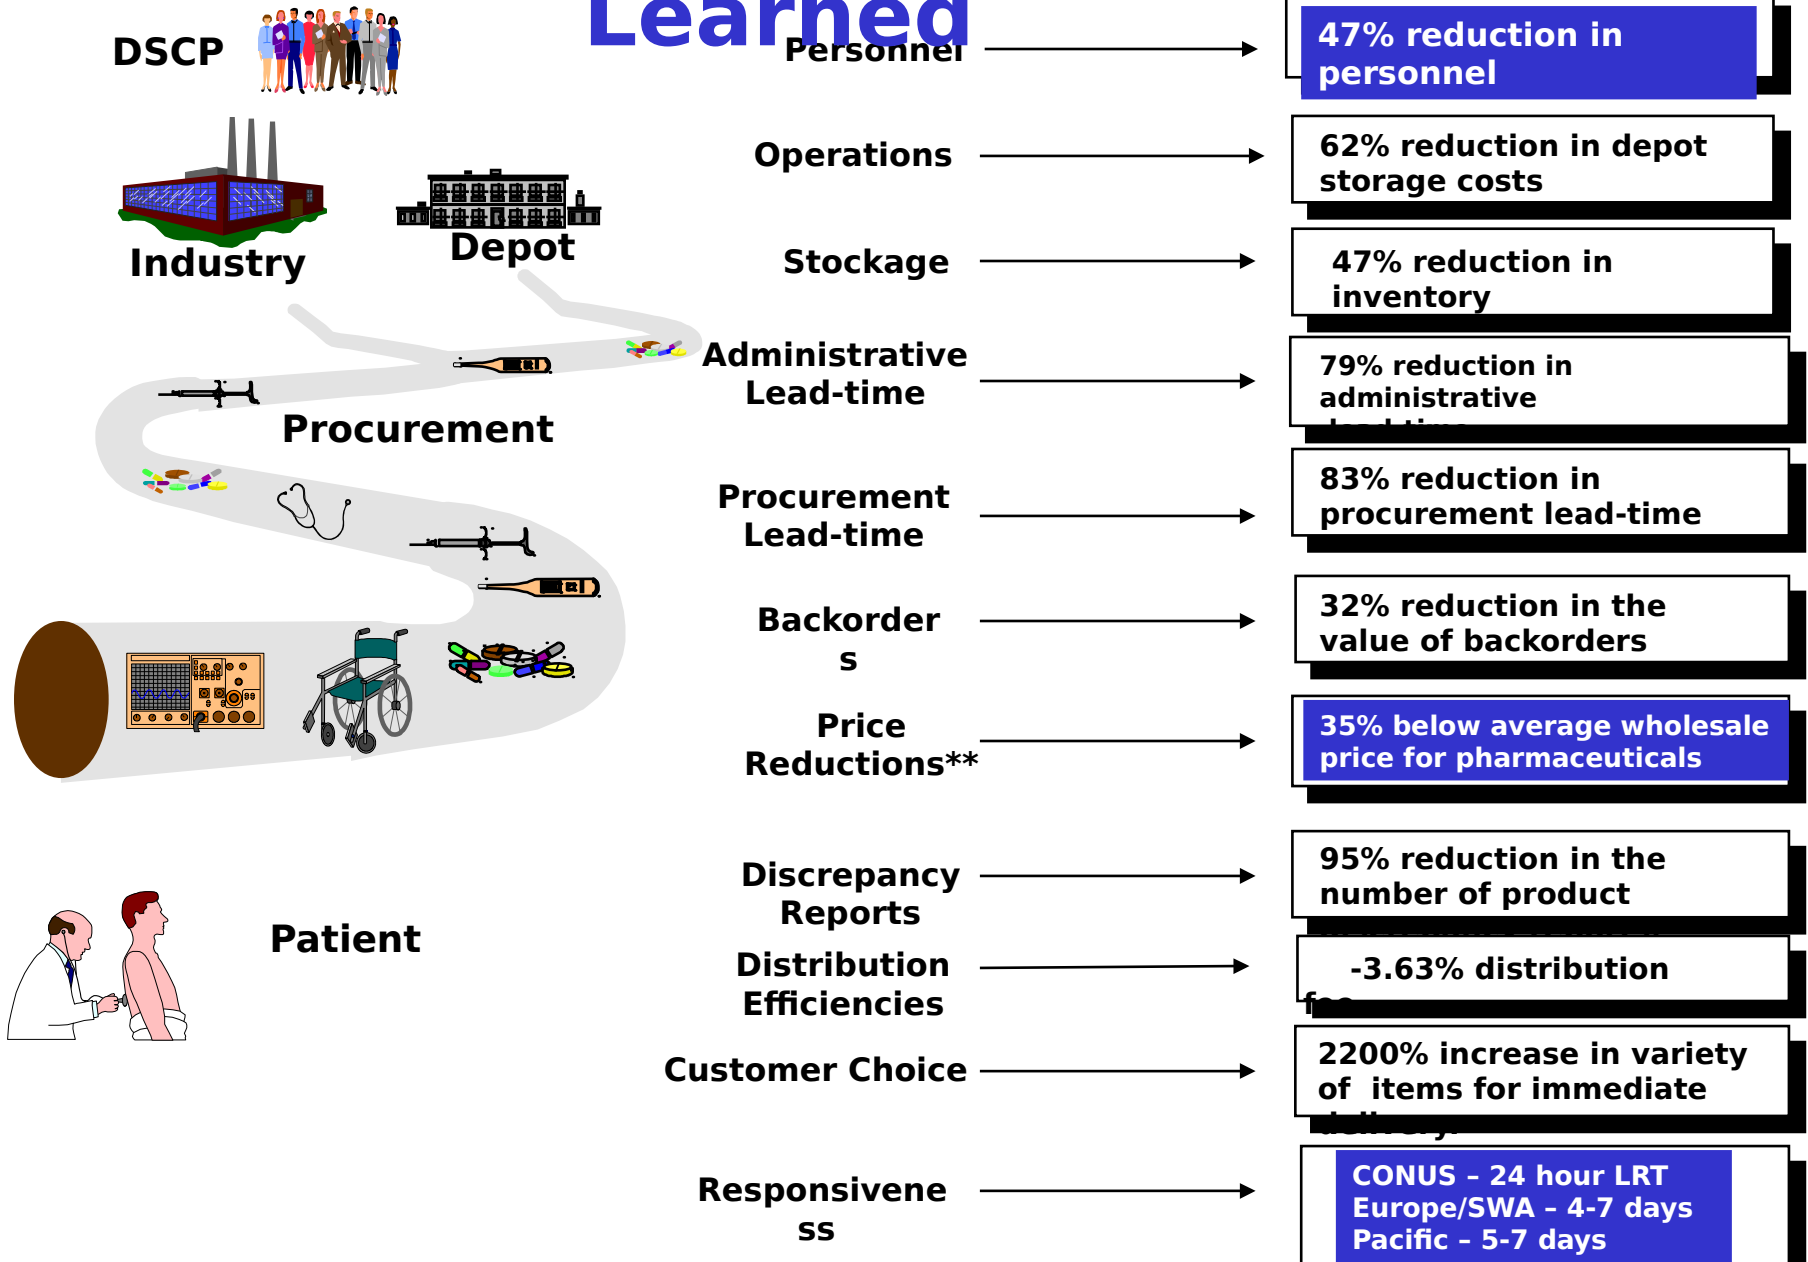 Learned
DSCP
Industry
Depot
Procurement
Patient
Personnel
47% reduction in
personnel
Operations
62% reduction in depot
storage costs
Stockage
47% reduction in
inventory
Administrative
Lead-time
79% reduction in
administrative
lead-time
Procurement
Lead-time
83% reduction in
procurement lead-time
Backorder
s
32% reduction in the
value of backorders
Price
Reductions**
35% below average wholesale
price for pharmaceuticals
Discrepancy
Reports
95% reduction in the
number of product
Distribution
Efficiencies
-3.63% distribution
fee
Customer Choice
2200% increase in variety
of  items for immediate
delivery.
Responsivene
ss
CONUS – 24 hour LRT
Europe/SWA – 4-7 days
Pacific – 5-7 days